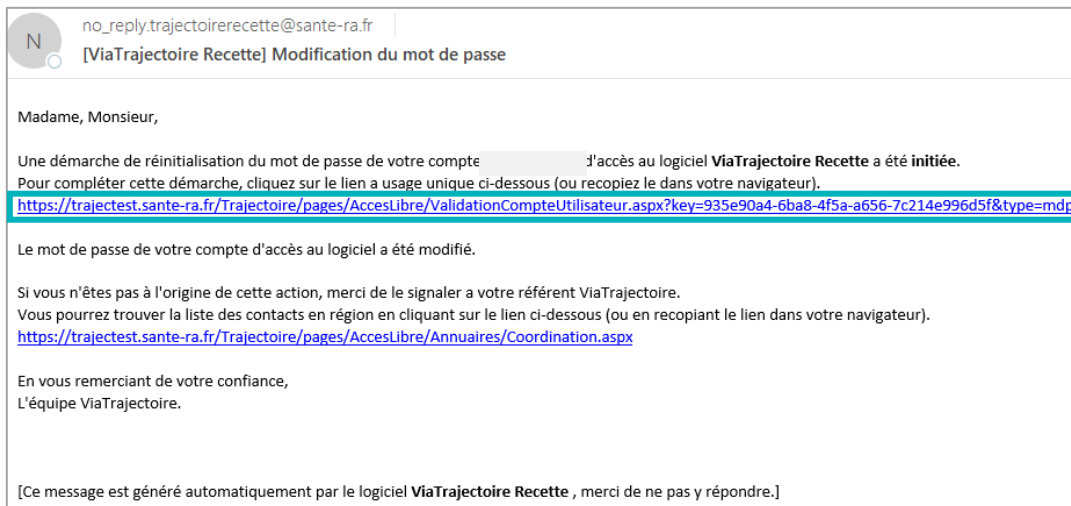 N
no_reply.trajectoirerecette@sante-ra.fr
[ViaTrajectoire Recette] Modification du mot de passe
Madame, Monsieur,
Une démarche de réinitialisation du mot de passe de votre compte d'accès au logiciel ViaTrajectoire Recette a été initiée.
Pour compléter cette démarche, cliquez sur le lien a usage unique ci-dessous (ou recopiez le dans votre navigateur).
https://trajectest.sante-ra.fr/Trajectoire/pages/AccesLibre/ValidationCompteUtilisateur.aspx?key=935e90a4-6ba8-4f5a-a656-7c214e996d5f&type=mdp
Le mot de passe de votre compte d'accès au logiciel a été modifié.
Si vous n'êtes pas à l'origine de cette action, merci de le signaler a votre référent ViaTrajectoire.
Vous pourrez trouver la liste des contacts en région en cliquant sur le lien ci-dessous (ou en recopiant le lien dans votre navigateur).
https://trajectest.sante-ra.fr/Trajectoire/pages/AccesLibre/Annuaires/Coordination.aspx
En vous remerciant de votre confiance,
L'équipe ViaTrajectoire.
[Ce message est généré automatiquement par le logiciel ViaTrajectoire Recette , merci de ne pas y répondre.]